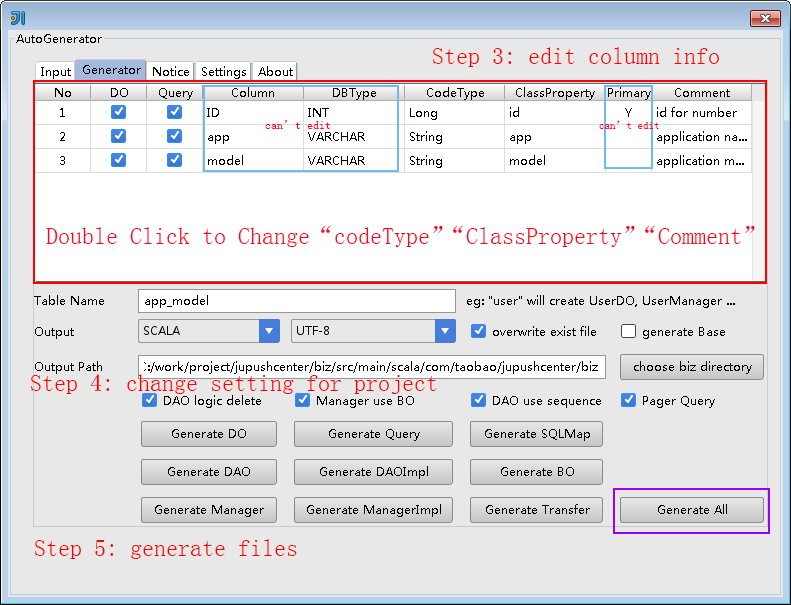 AutoGenerator
Step 3: edit column info
Input Generator Notice Settings About
No DO Query Column DBType CodeType ClassProperty Primary Comment
1 ID INT Long id Y id for number
can't edit can't edit
2 app VARCHAR String app application na...
3 model VARCHAR String model application m...
Double Click to Change “codeType” “ClassProperty” “Comment”
Table Name app_model eg: "user" will create UserDO, UserManager ...
Output SCALA UTF-8 overwrite exist file generate Base
Output Path :/work/project/jupushcenter/biz/src/main/scala/com/taobao/jupushcenter/biz choose biz directory
Step 4: change setting for project
DAO logic delete Manager use BO DAO use sequence Pager Query
Generate DO Generate Query Generate SQLMap
Generate DAO Generate DAOImpl Generate BO
Generate Manager Generate ManagerImpl Generate Transfer Generate All
Step 5: generate files